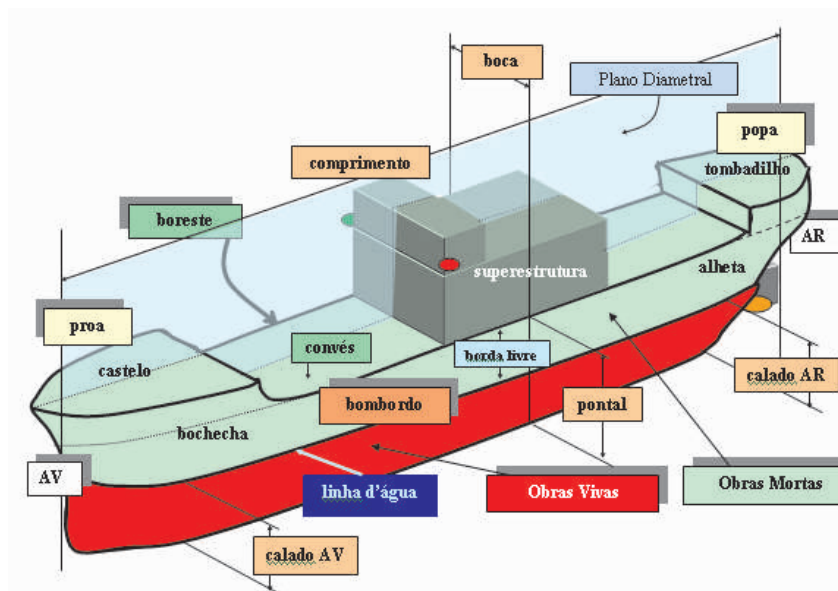 boca
Plano Diametral
popa
tombadilho
comprimento
boreste
AR
superestrutura
alheta
proa
castelo
convés
borda livre
calado AR
bombordo
pontal
bochecha
AV
linha d'água
Obras Vivas
Obras Mortas
calado AV